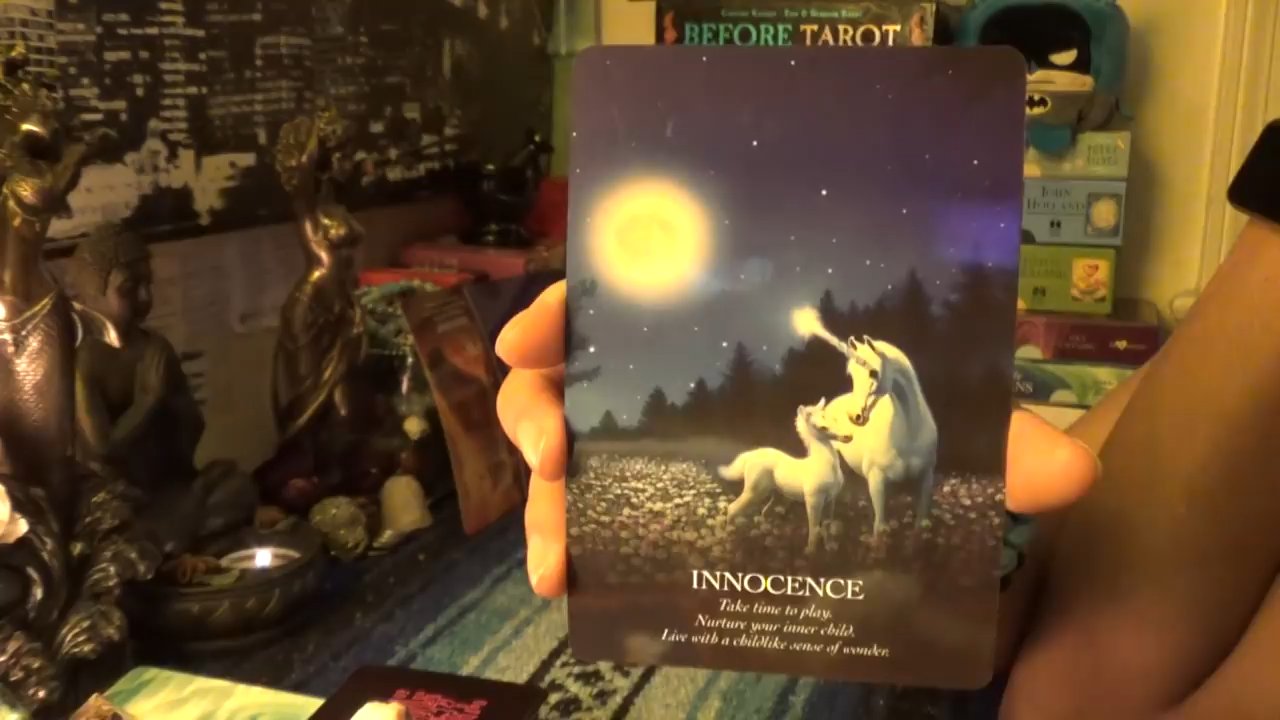 BEFORE TAROT
JOHN
HOLLAND
INNOCENCE
Take time to play.
Nurture your inner child.
Live with a childlike sense of wonder.